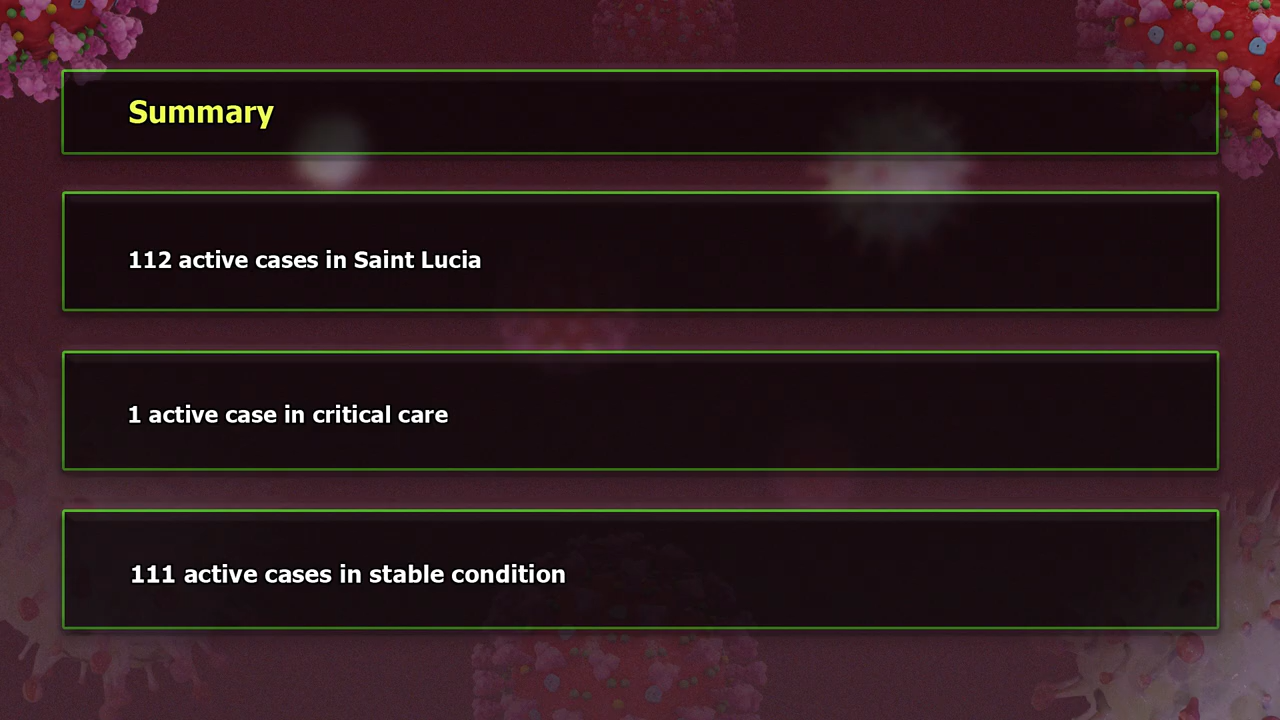 Summary
112 active cases in Saint Lucia
1 active case in critical care
111 active cases in stable condition